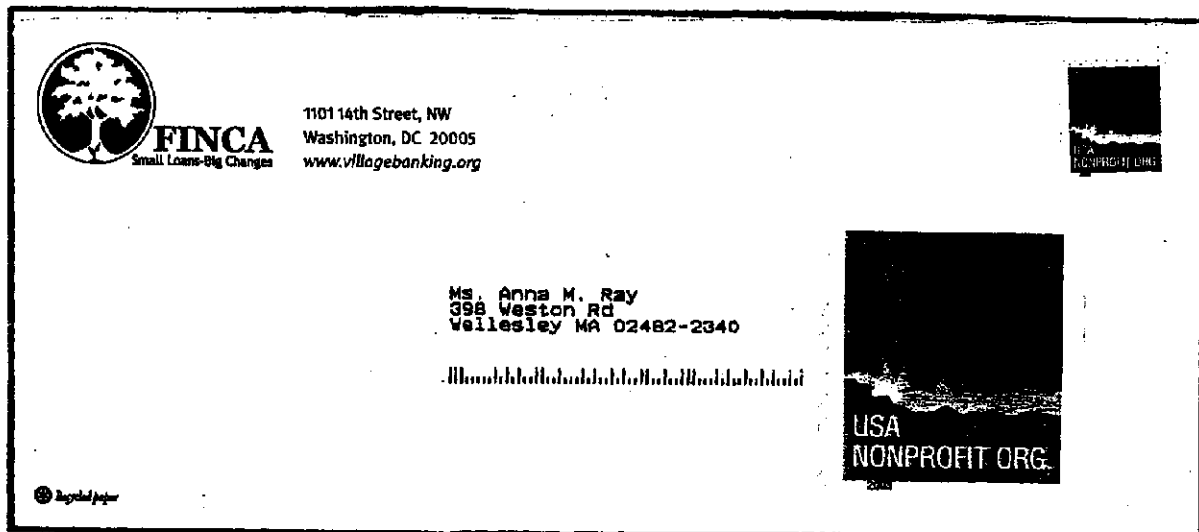 FINCA
Small Loans-Big Changes
1101 14th Street, NW
Washington, DC 20005
www.villagebanking.org
USA
NONPROFIT ORG
Ms. Anna M. Ray
398 Weston Rd
Wellesley MA 02482-2340
USA
NONPROFIT ORG.
Recycled paper